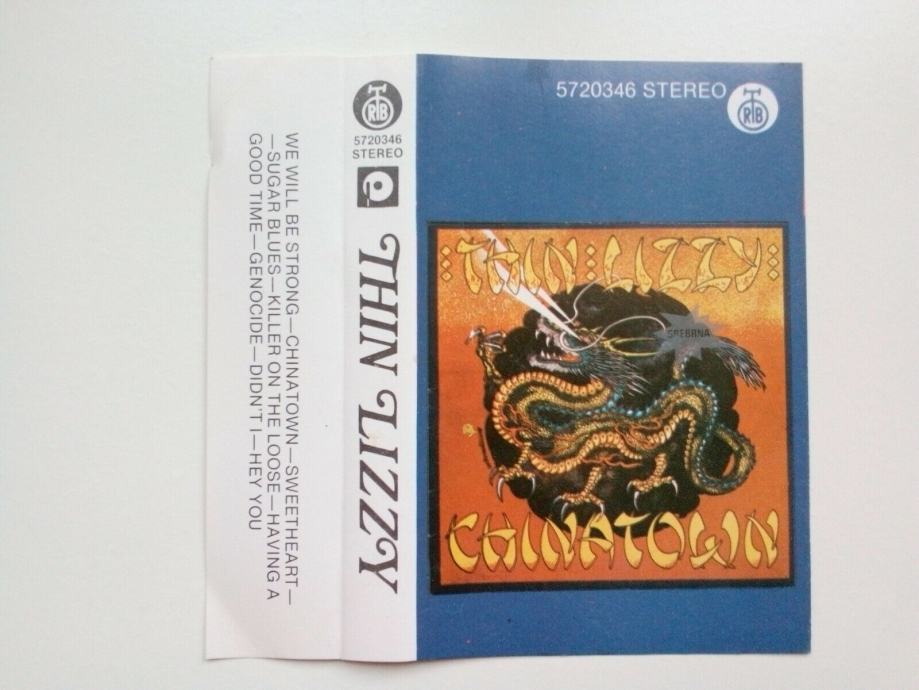 5720346 STEREO
RTB
THIN LIZZY
SREBRNA
CHINATOWN
RTB
5720346
STEREO
THIN LIZZY
WE WILL BE STRONG—CHINATOWN—SWEETHEART—
—SUGAR BLUES—KILLER ON THE LOOSE—HAVING A
GOOD TIME—GENOCIDE—DIDN'T I—HEY YOU